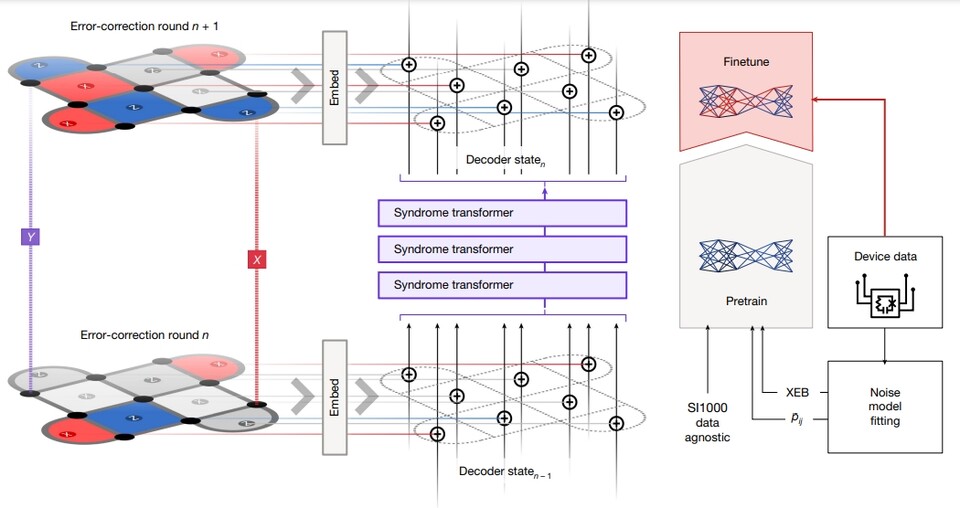 Error-correction round n + 1
Embed
Decoder stateₙ
Syndrome transformer
Syndrome transformer
Syndrome transformer
Y
X
Error-correction round n
Embed
Decoder stateₙ₋₁
Finetune
Pretrain
Device data
SI1000
data
agnostic
XEB
pᵢⱼ
Noise
model
fitting